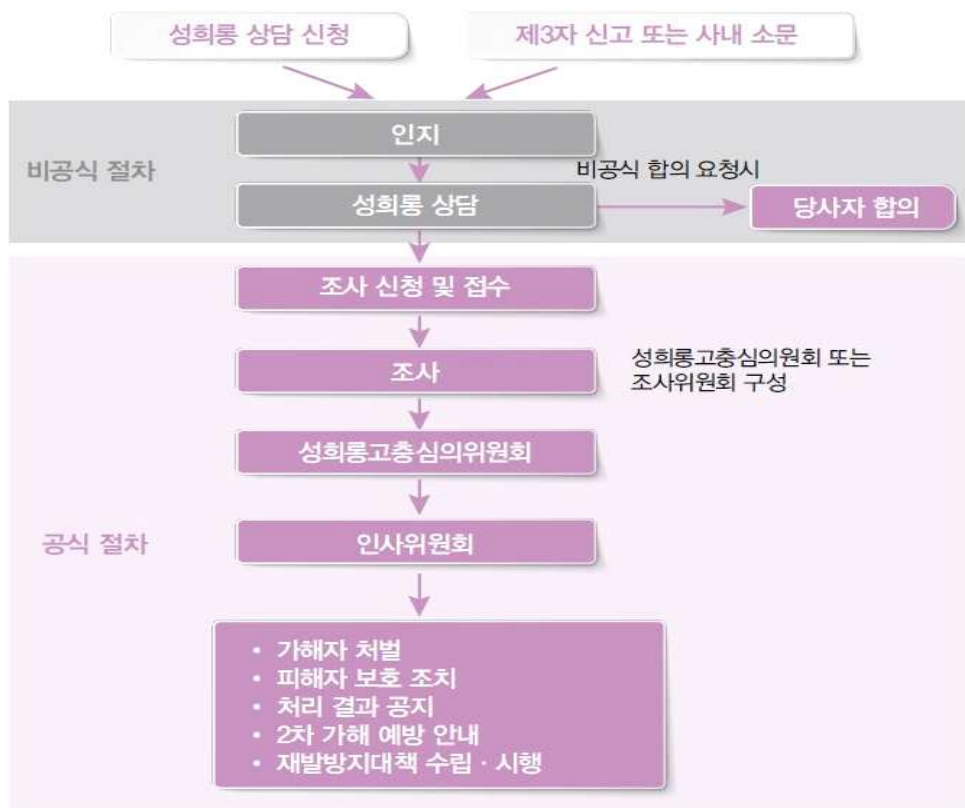 성희롱 상담 신청
제3자 신고 또는 사내 소문
인지
비공식 절차
비공식 합의 요청시
성희롱 상담
당사자 합의
조사 신청 및 접수
조사
성희롱고충심의원회 또는
조사위원회 구성
성희롱고충심의위원회
공식 절차
인사위원회
• 가해자 처벌
• 피해자 보호 조치
• 처리 결과 공지
• 2차 가해 예방 안내
• 재발방지대책 수립 · 시행